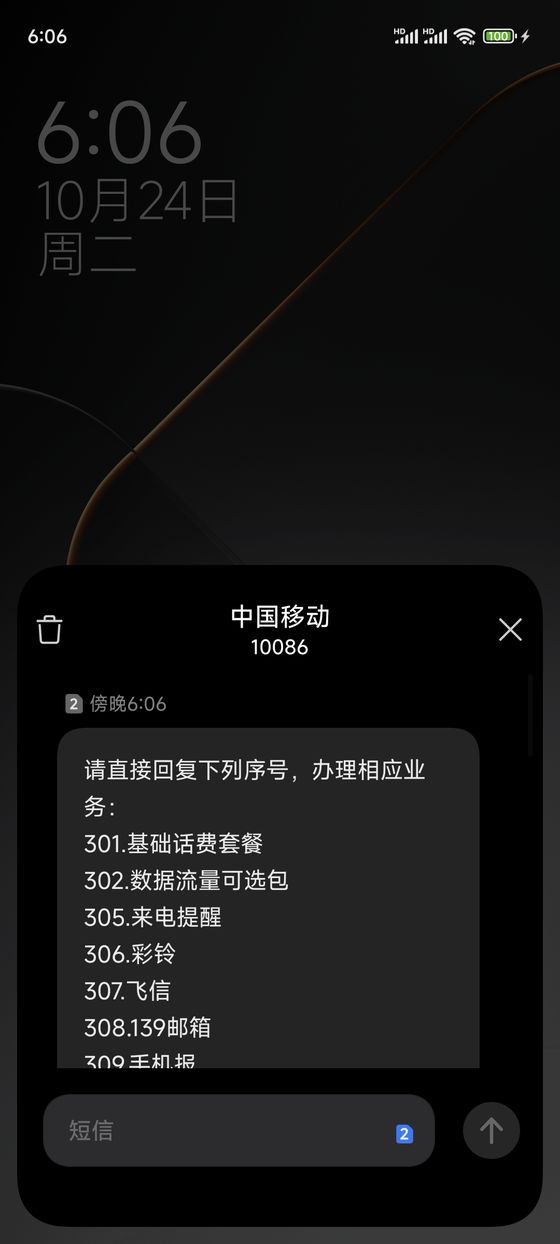 6:06
HD HD 100
6:06
10月24日
周二
中国移动
10086
2 傍晚6:06
请直接回复下列序号，办理相应业
务：
301.基础话费套餐
302.数据流量可选包
305.来电提醒
306.彩铃
307.飞信
308.139邮箱
309.手机报
短信 2